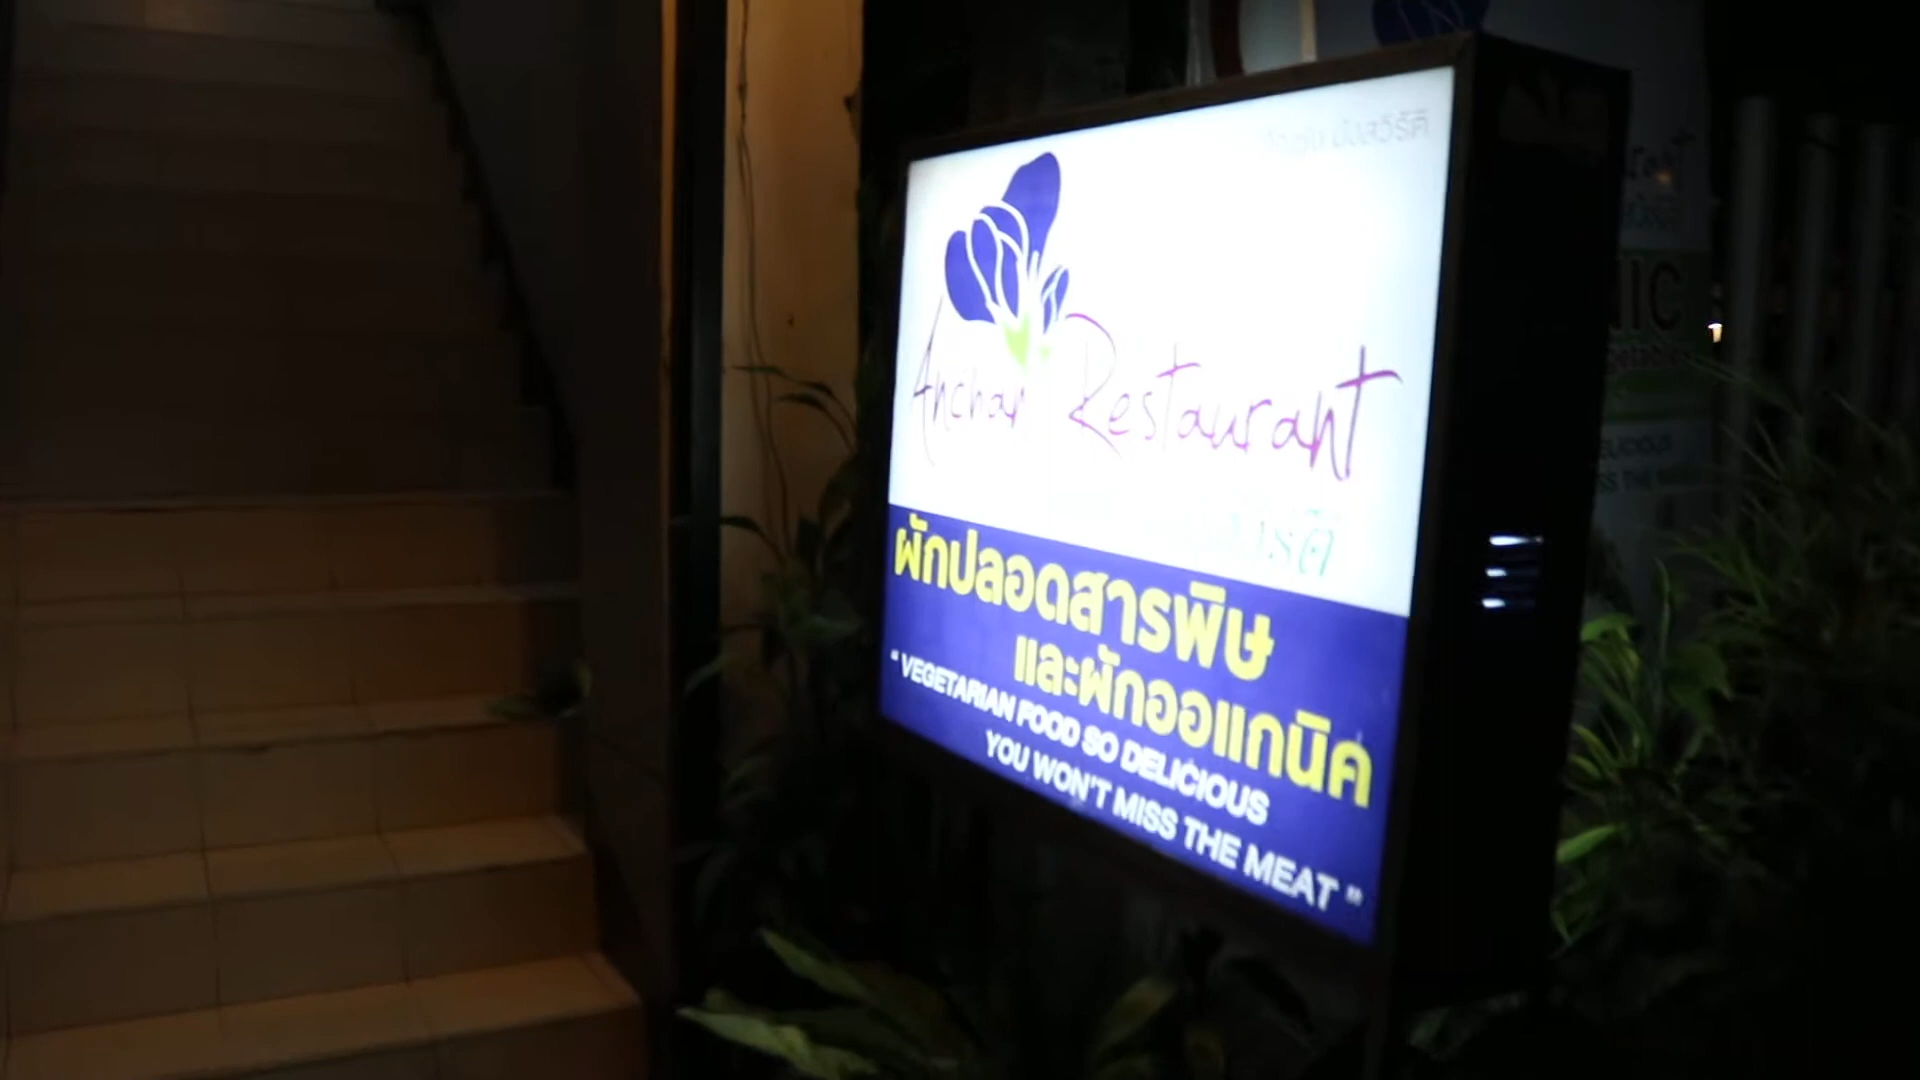 Anchan Restaurant
ผักปลอดสารพิษ
และผักออแกนิค
“ VEGETARIAN FOOD SO DELICIOUS
YOU WON'T MISS THE MEAT ”